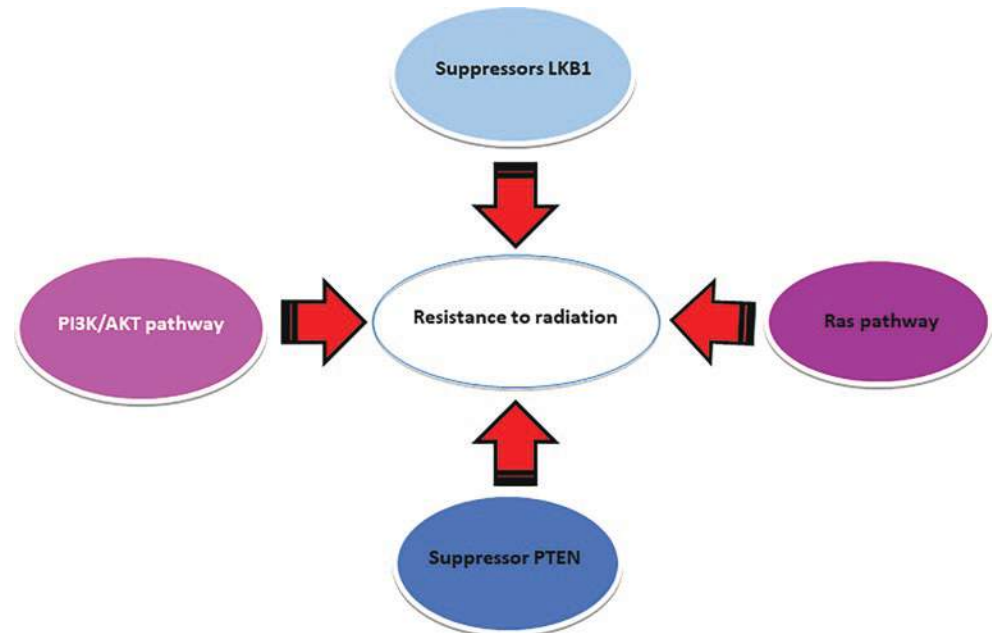 Suppressors LKB1
PI3K/AKT pathway
Resistance to radiation
Ras pathway
Suppressor PTEN